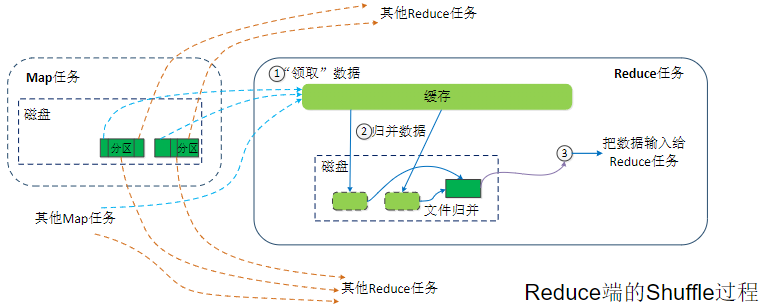 其他Reduce任务
Map任务
磁盘
分区
分区
其他Map任务
①“领取”数据
Reduce任务
缓存
②归并数据
磁盘
文件归并
③
把数据输入给
Reduce任务
其他Reduce任务
Reduce端的Shuffle过程